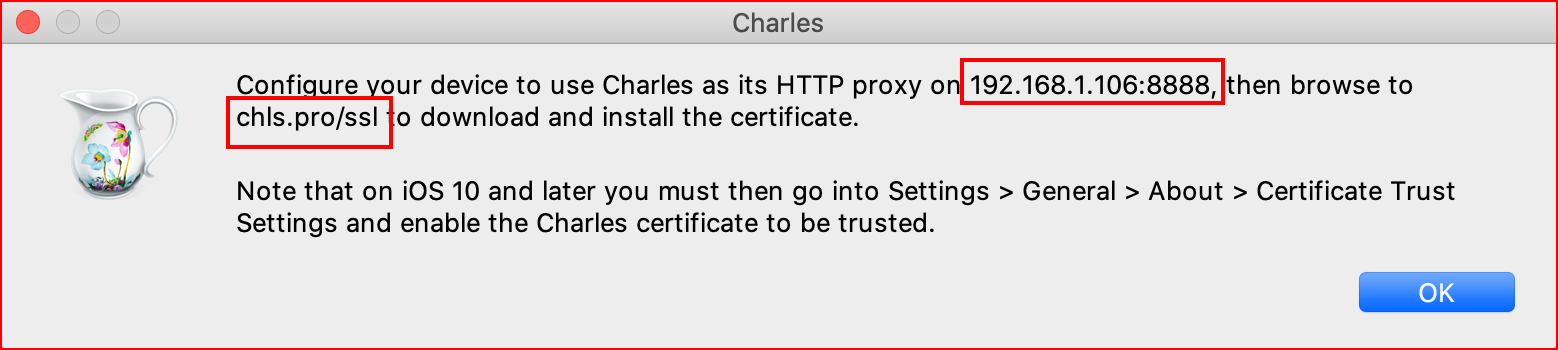 Charles
Configure your device to use Charles as its HTTP proxy on 192.168.1.106:8888, then browse to
chls.pro/ssl to download and install the certificate.
Note that on iOS 10 and later you must then go into Settings > General > About > Certificate Trust
Settings and enable the Charles certificate to be trusted.
OK